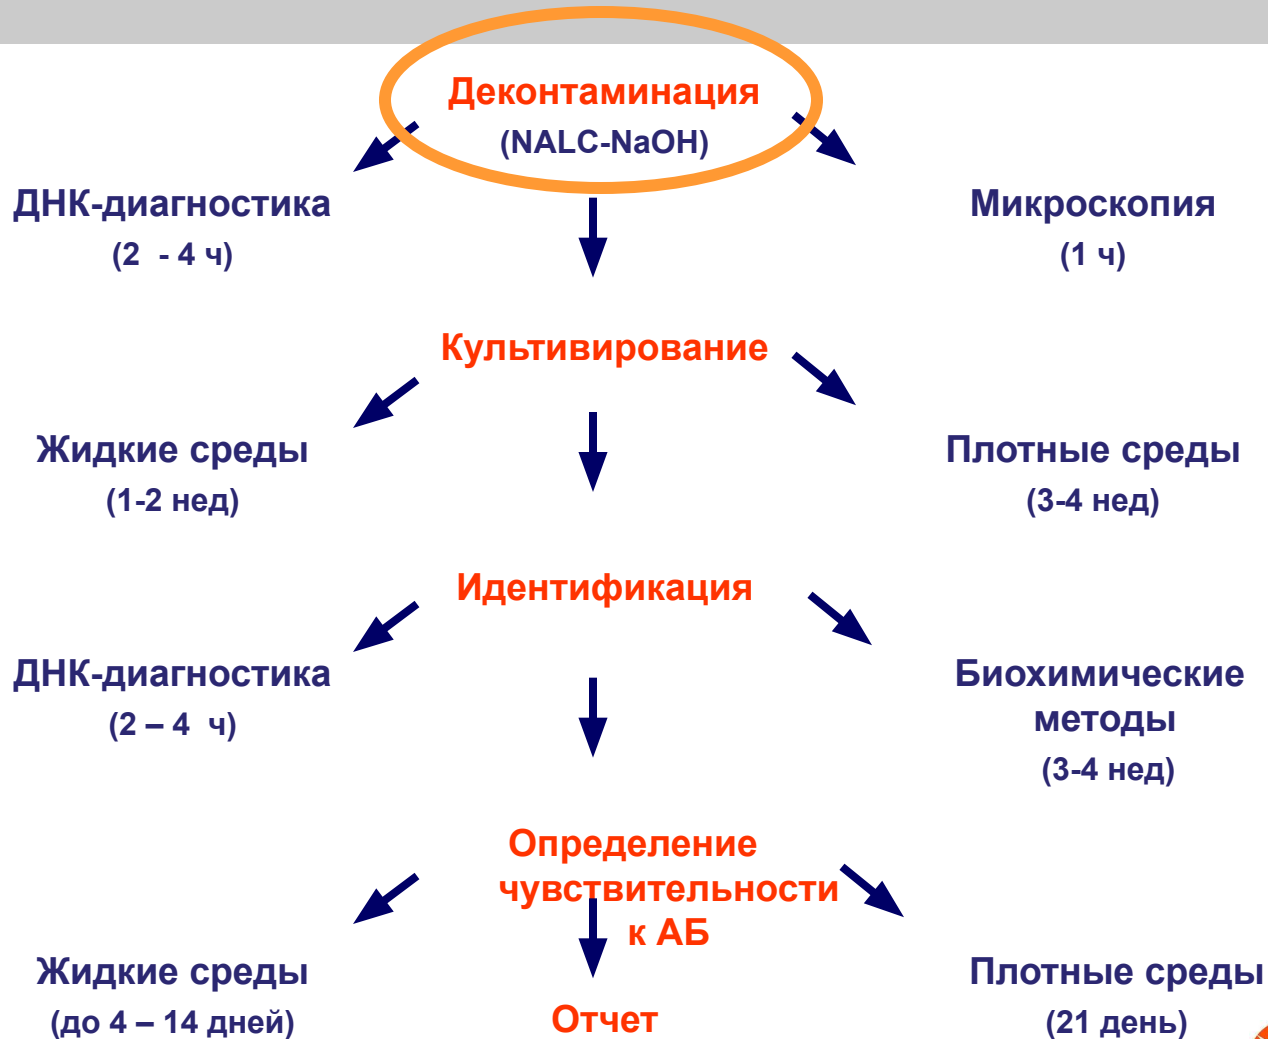 Деконтаминация
(NALC-NaOH)
ДНК-диагностика
(2 - 4 ч)
Микроскопия
(1 ч)
Культивирование
Жидкие среды
(1-2 нед)
Плотные среды
(3-4 нед)
Идентификация
ДНК-диагностика
(2 – 4 ч)
Биохимические
методы
(3-4 нед)
Определение
чувствительности
к АБ
Жидкие среды
(до 4 – 14 дней)
Плотные среды
(21 день)
Отчет